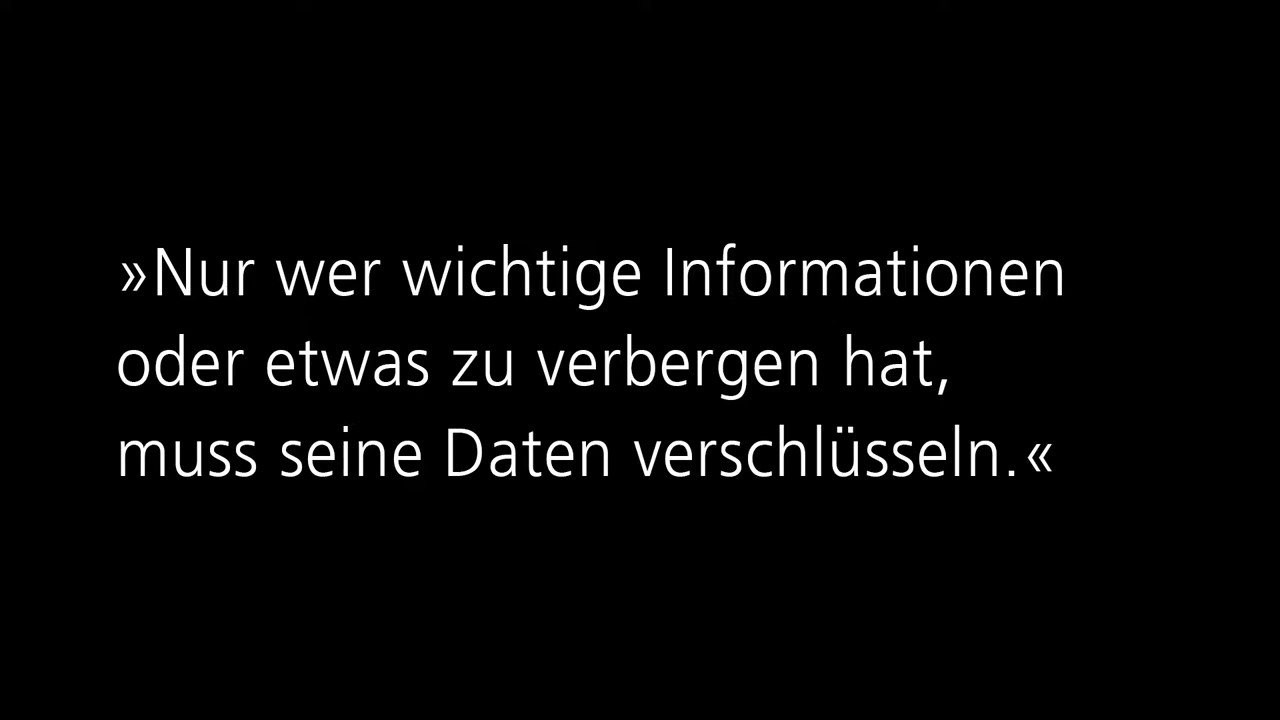 »Nur wer wichtige Informationen
oder etwas zu verbergen hat,
muss seine Daten verschlüsseln.«